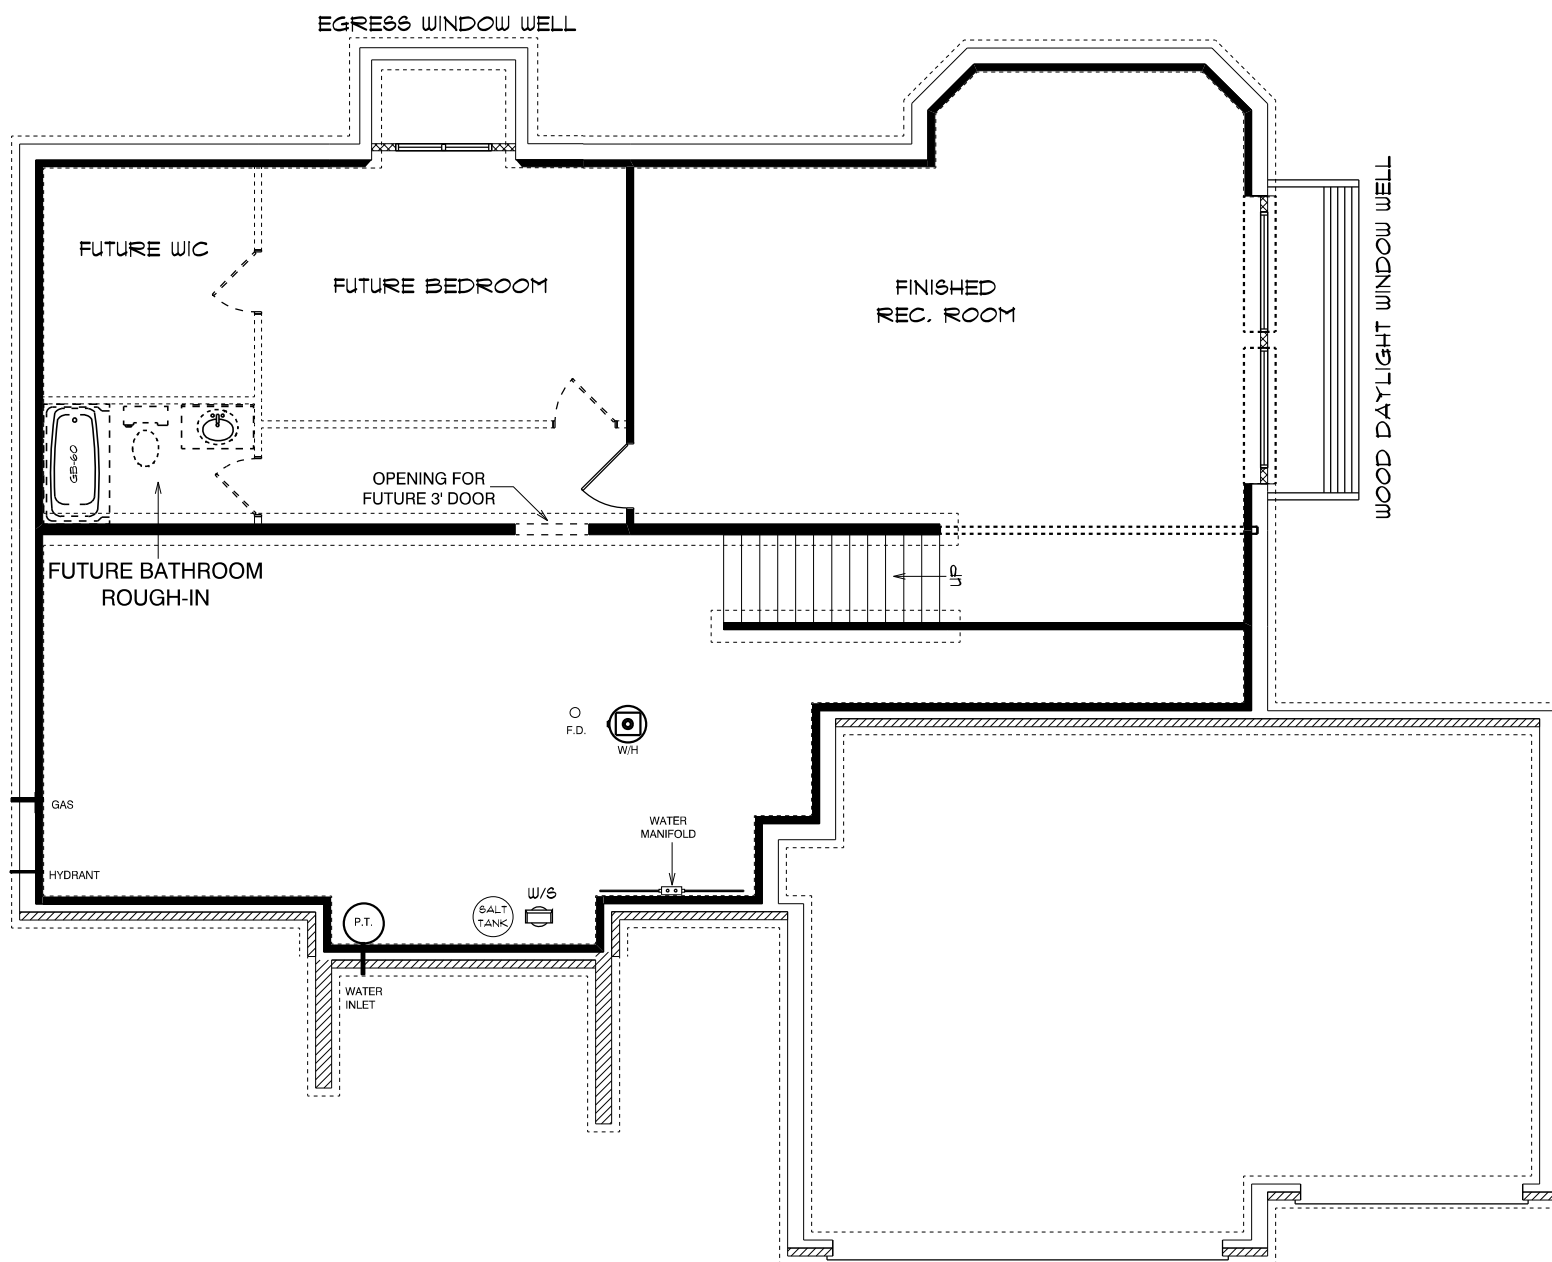 EGRESS WINDOW WELL
FUTURE WIC
FUTURE BEDROOM
FINISHED
REC. ROOM
WOOD DAYLIGHT WINDOW WELL
GB-60
OPENING FOR
FUTURE 3' DOOR
FUTURE BATHROOM
ROUGH-IN
UP
F.D.
W/H
GAS
WATER
MANIFOLD
HYDRANT
W/S
SALT
TANK
P.T.
WATER
INLET